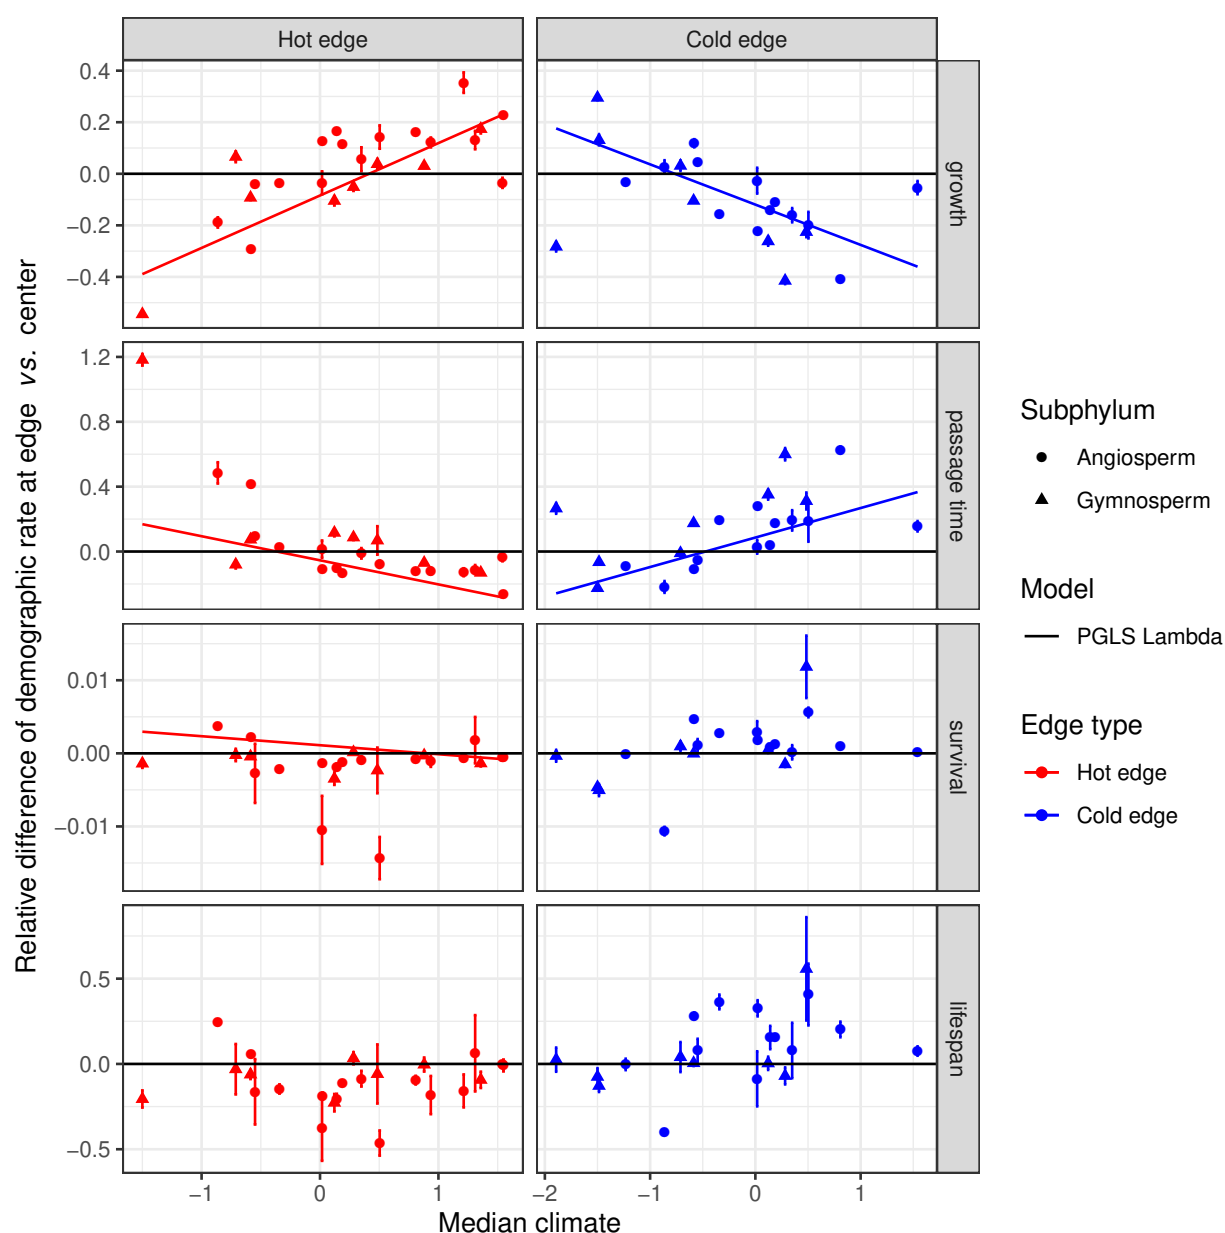 Hot edge
Cold edge
0.4
0.2
0.0
−0.2
−0.4
growth
1.2
0.8
0.4
0.0
passage time
0.01
0.00
−0.01
survival
0.5
0.0
−0.5
lifespan
−1
0
1
−2
−1
0
1
Median climate
Relative difference of demographic rate at edge vs. center
Subphylum
Angiosperm
Gymnosperm
Model
PGLS Lambda
Edge type
Hot edge
Cold edge